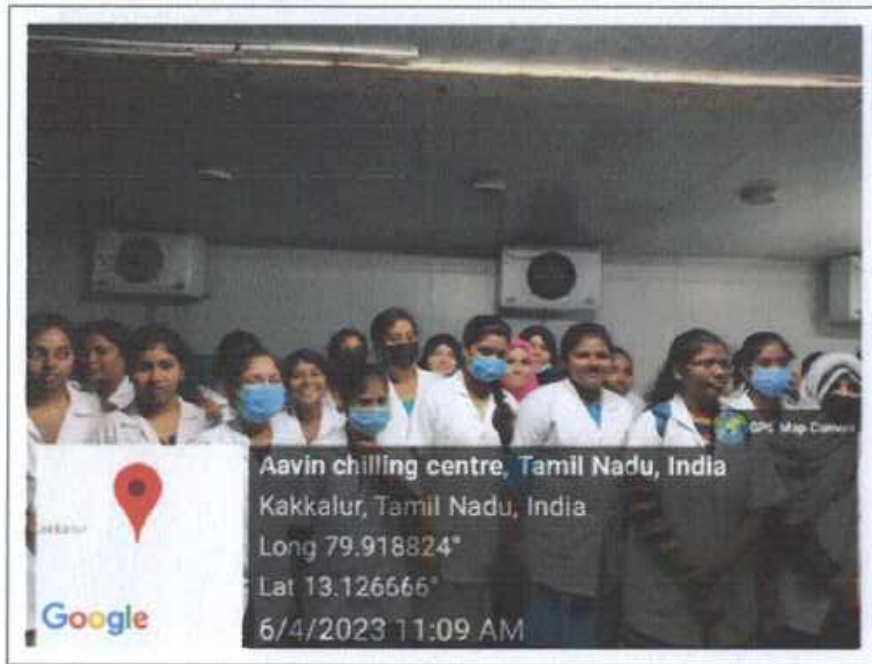 GPS Map Camera
Aavin chilling centre, Tamil Nadu, India
Kakkalur, Tamil Nadu, India
Long 79.918824°
Lat 13.126666°
6/4/2023 11:09 AM
Google